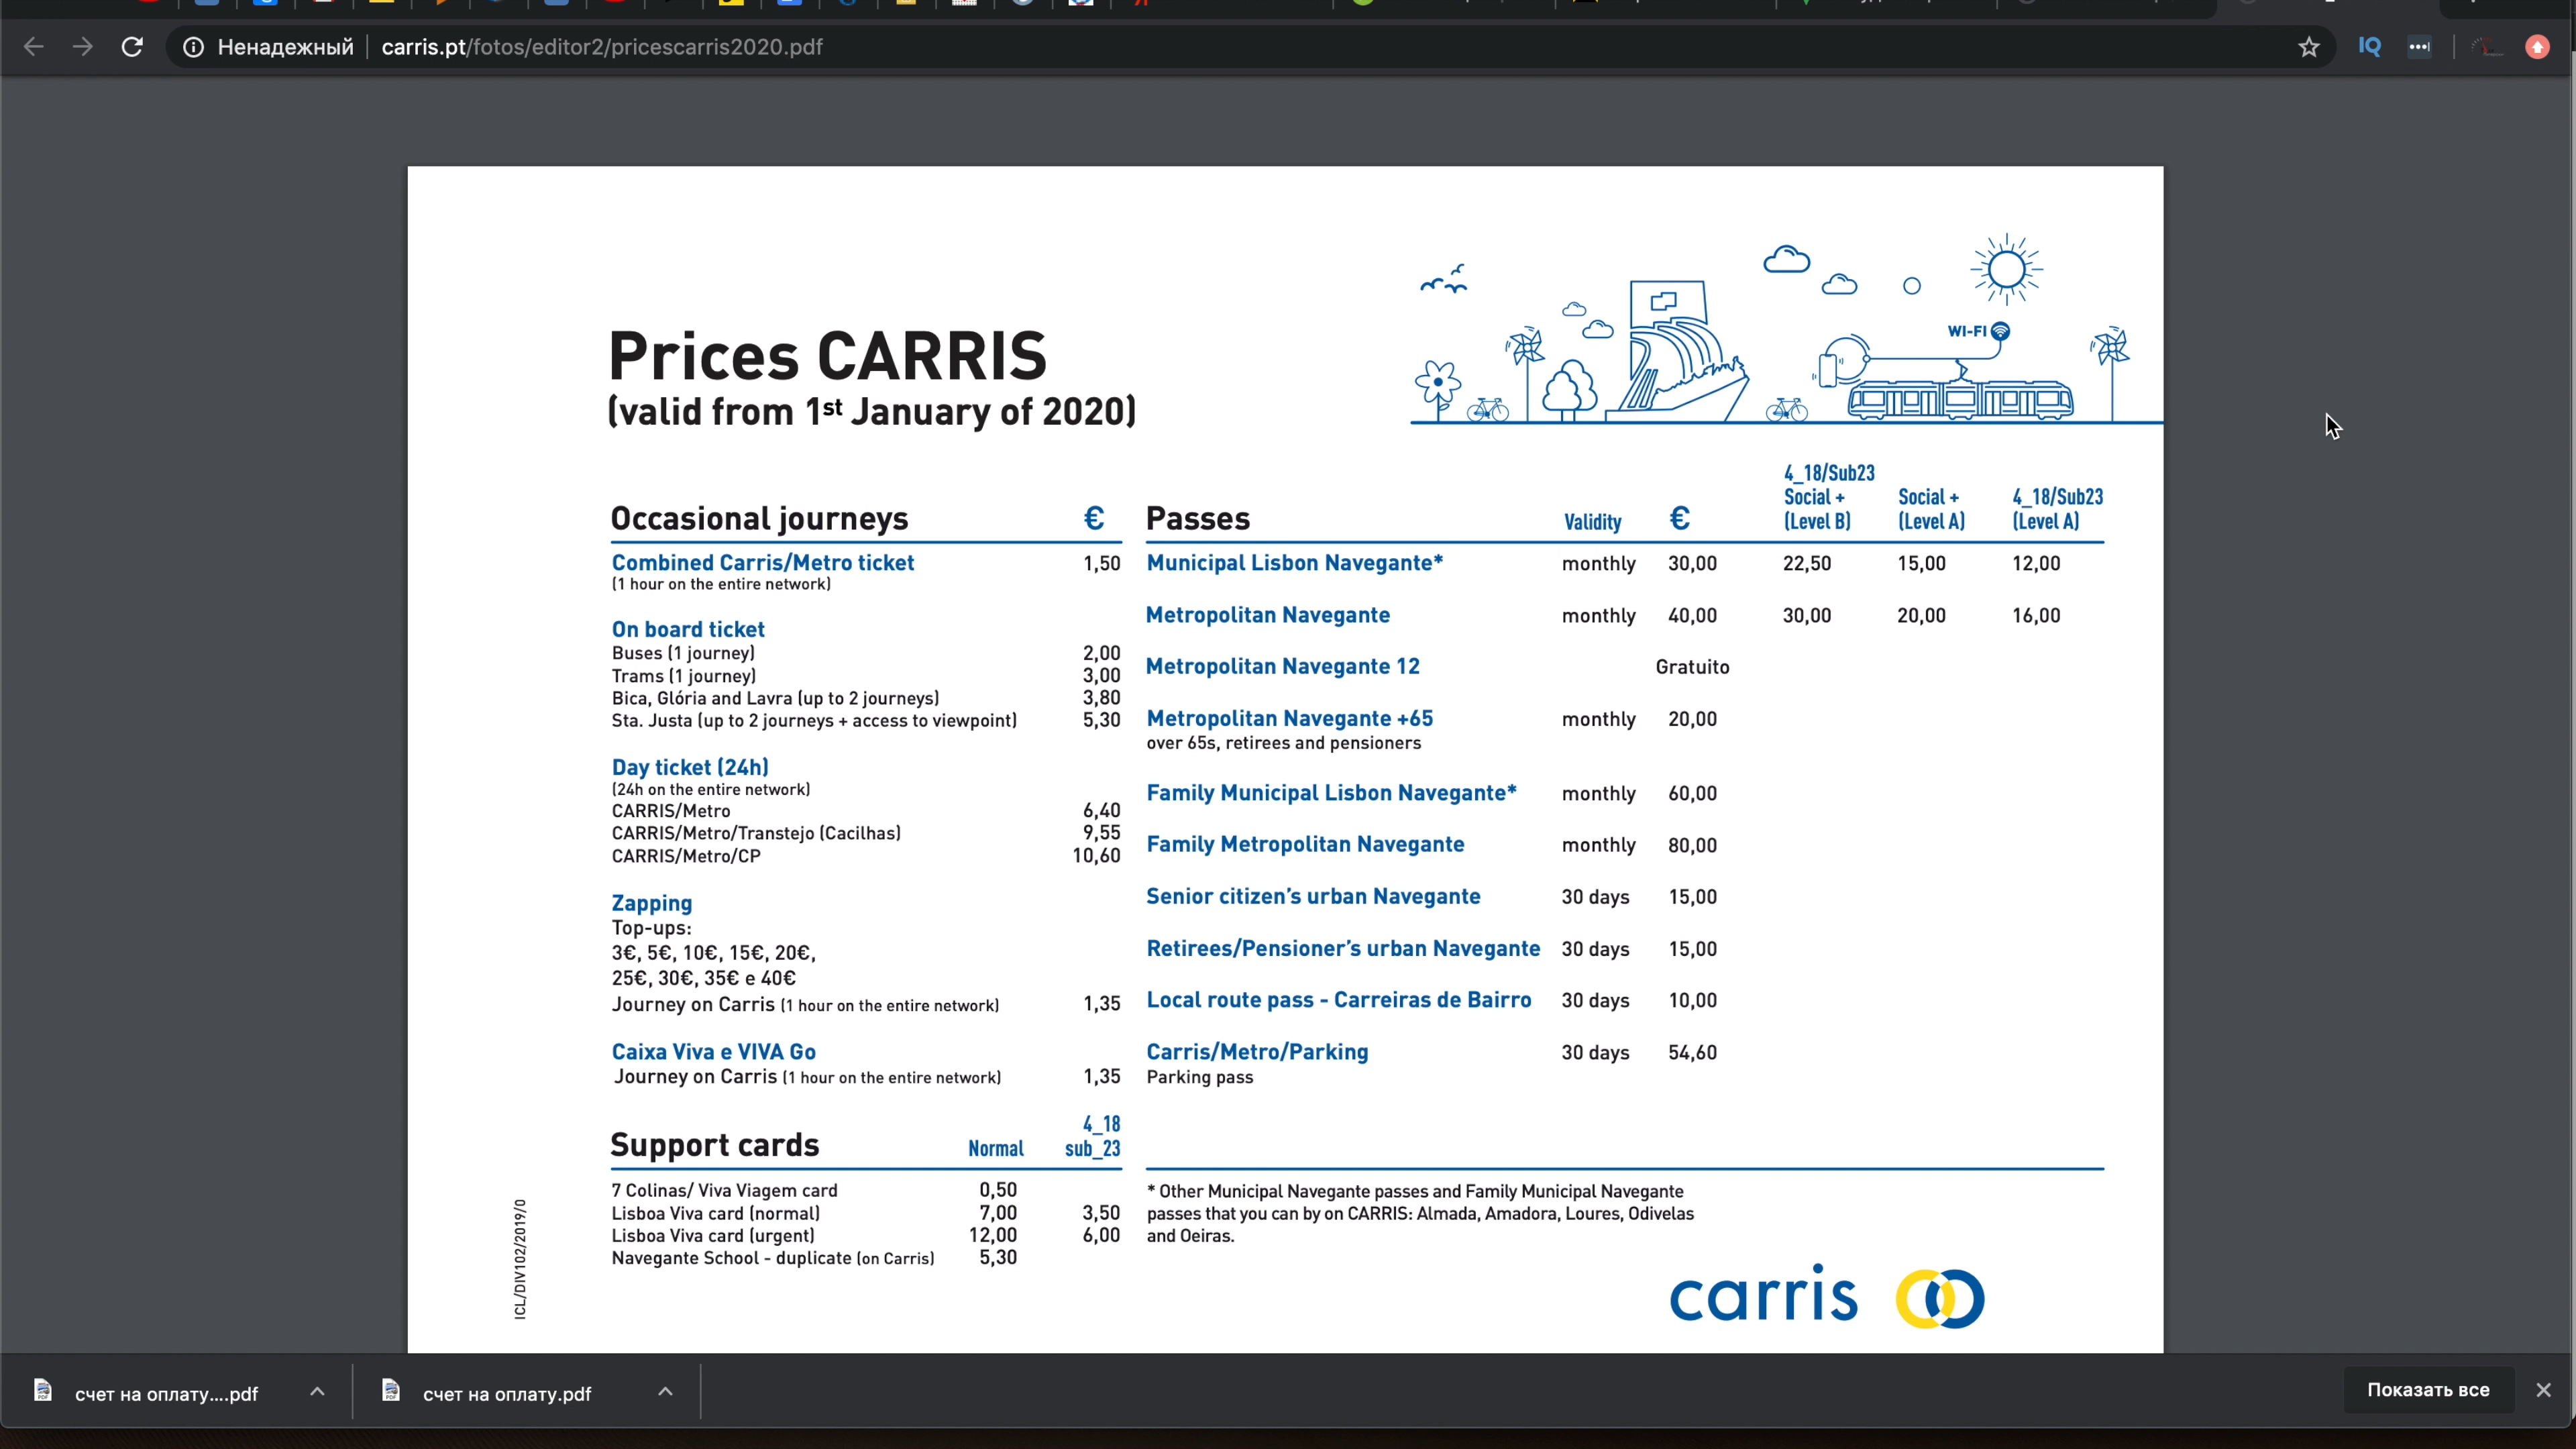 Ненадежный
carris.pt/fotos/editor2/pricescarris2020.pdf
IQ
WI-FI
Prices CARRIS
(valid from 1st January of 2020)
Occasional journeys €
Combined Carris/Metro ticket 1,50
(1 hour on the entire network)
On board ticket
Buses (1 journey) 2,00
Trams (1 journey) 3,00
Bica, Glória and Lavra (up to 2 journeys) 3,80
Sta. Justa (up to 2 journeys + access to viewpoint) 5,30
Day ticket (24h)
(24h on the entire network)
CARRIS/Metro 6,40
CARRIS/Metro/Transtejo (Cacilhas) 9,55
CARRIS/Metro/CP 10,60
Zapping
Top-ups:
3€, 5€, 10€, 15€, 20€,
25€, 30€, 35€ e 40€
Journey on Carris (1 hour on the entire network) 1,35
Caixa Viva e VIVA Go
Journey on Carris (1 hour on the entire network) 1,35
4_18
Support cards Normal sub_23
7 Colinas/ Viva Viagem card 0,50
Lisboa Viva card (normal) 7,00 3,50
Lisboa Viva card (urgent) 12,00 6,00
Navegante School - duplicate (on Carris) 5,30
4_18/Sub23
Social + Social + 4_18/Sub23
Passes Validity € (Level B) (Level A) (Level A)
Municipal Lisbon Navegante* monthly 30,00 22,50 15,00 12,00
Metropolitan Navegante monthly 40,00 30,00 20,00 16,00
Metropolitan Navegante 12 Gratuito
Metropolitan Navegante +65 monthly 20,00
over 65s, retirees and pensioners
Family Municipal Lisbon Navegante* monthly 60,00
Family Metropolitan Navegante monthly 80,00
Senior citizen's urban Navegante 30 days 15,00
Retirees/Pensioner's urban Navegante 30 days 15,00
Local route pass - Carreiras de Bairro 30 days 10,00
Carris/Metro/Parking 30 days 54,60
Parking pass
* Other Municipal Navegante passes and Family Municipal Navegante
passes that you can by on CARRIS: Almada, Amadora, Loures, Odivelas
and Oeiras.
ICL/DIV102/2019/0
carris
счет на оплату....pdf
счет на оплату.pdf
Показать все